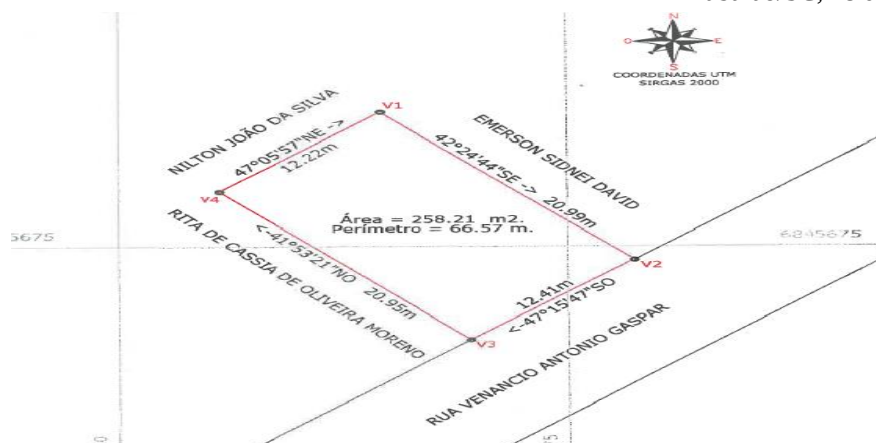 N
O E
S
COORDENADAS UTM
SIRGAS 2000
V1
NILTON JOÃO DA SILVA
47°05'57"NE ->
12.22m
EMERSON SIDNEI DAVID
42°24'44"SE -> 20.99m
V4
Área = 258.21 m2.
Perímetro = 66.57 m.
5675
6845675
RITA DE CASSIA DE OLIVEIRA MORENO
<-41°53'21"NO 20.95m
V2
12.41m
<-47°15'47"SO
V3
RUA VENANCIO ANTONIO GASPAR